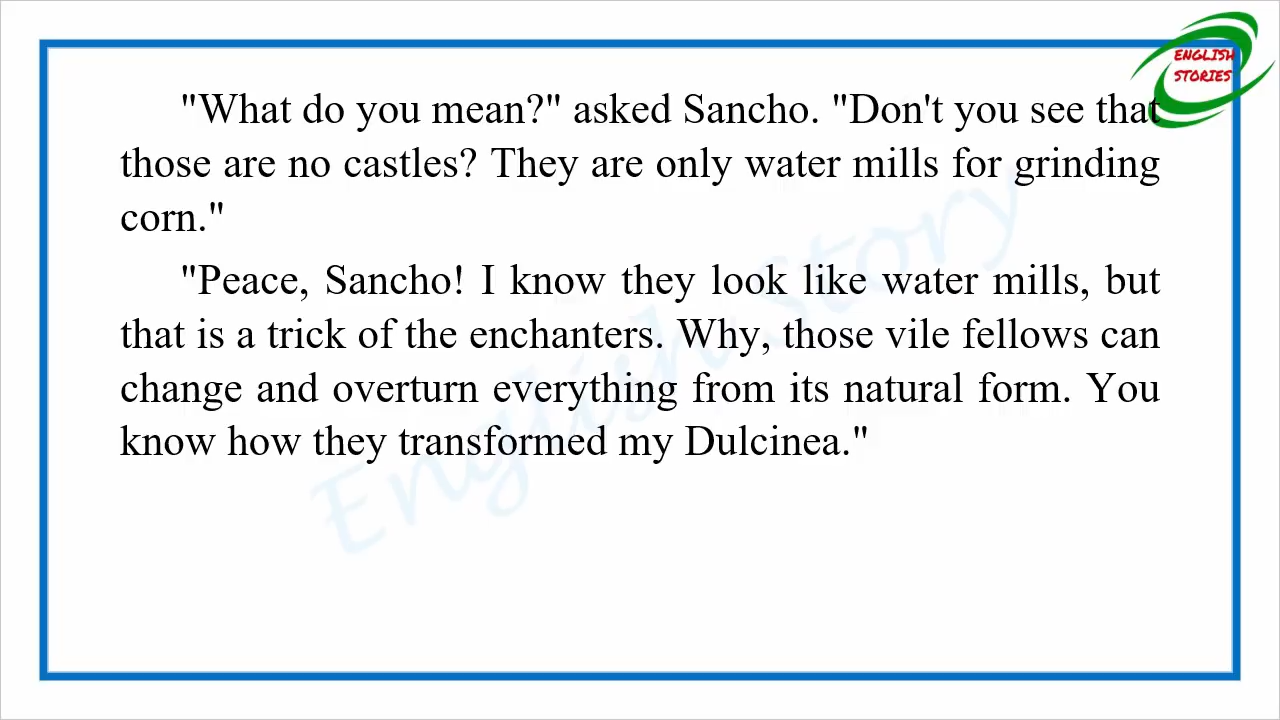 ENGLISH
STORIES
"What do you mean?" asked Sancho. "Don't you see that
those are no castles? They are only water mills for grinding
corn."
"Peace, Sancho! I know they look like water mills, but
that is a trick of the enchanters. Why, those vile fellows can
change and overturn everything from its natural form. You
know how they transformed my Dulcinea."
English Story